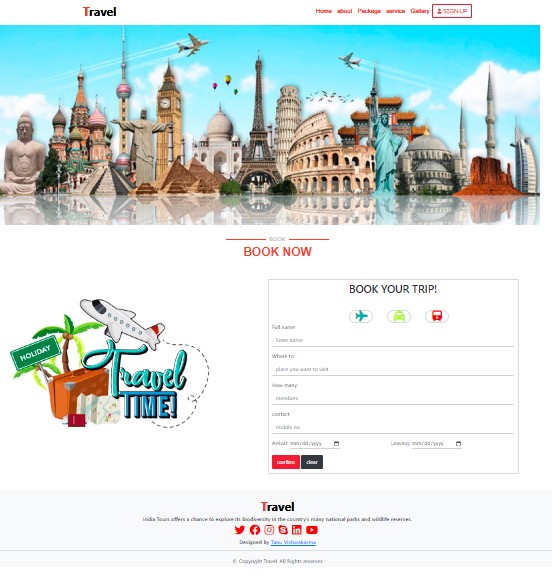 Travel
Home about Package service Gallery SIGN UP
BOOK
BOOK NOW
HOLIDAY
Travel
TIME!
BOOK YOUR TRIP!
Full name:
Enter name
Where to:
place you want to visit
How many:
members
contact
mobile no
Arrival: mm/dd/yyyy Leaving: mm/dd/yyyy
confirm clear
Travel
India Tours offers a chance to explore its biodiversity in the country's many national parks and wildlife reserves.
Designed By Tanu Vishwakarma
© Copyright Travel. All Rights reserves